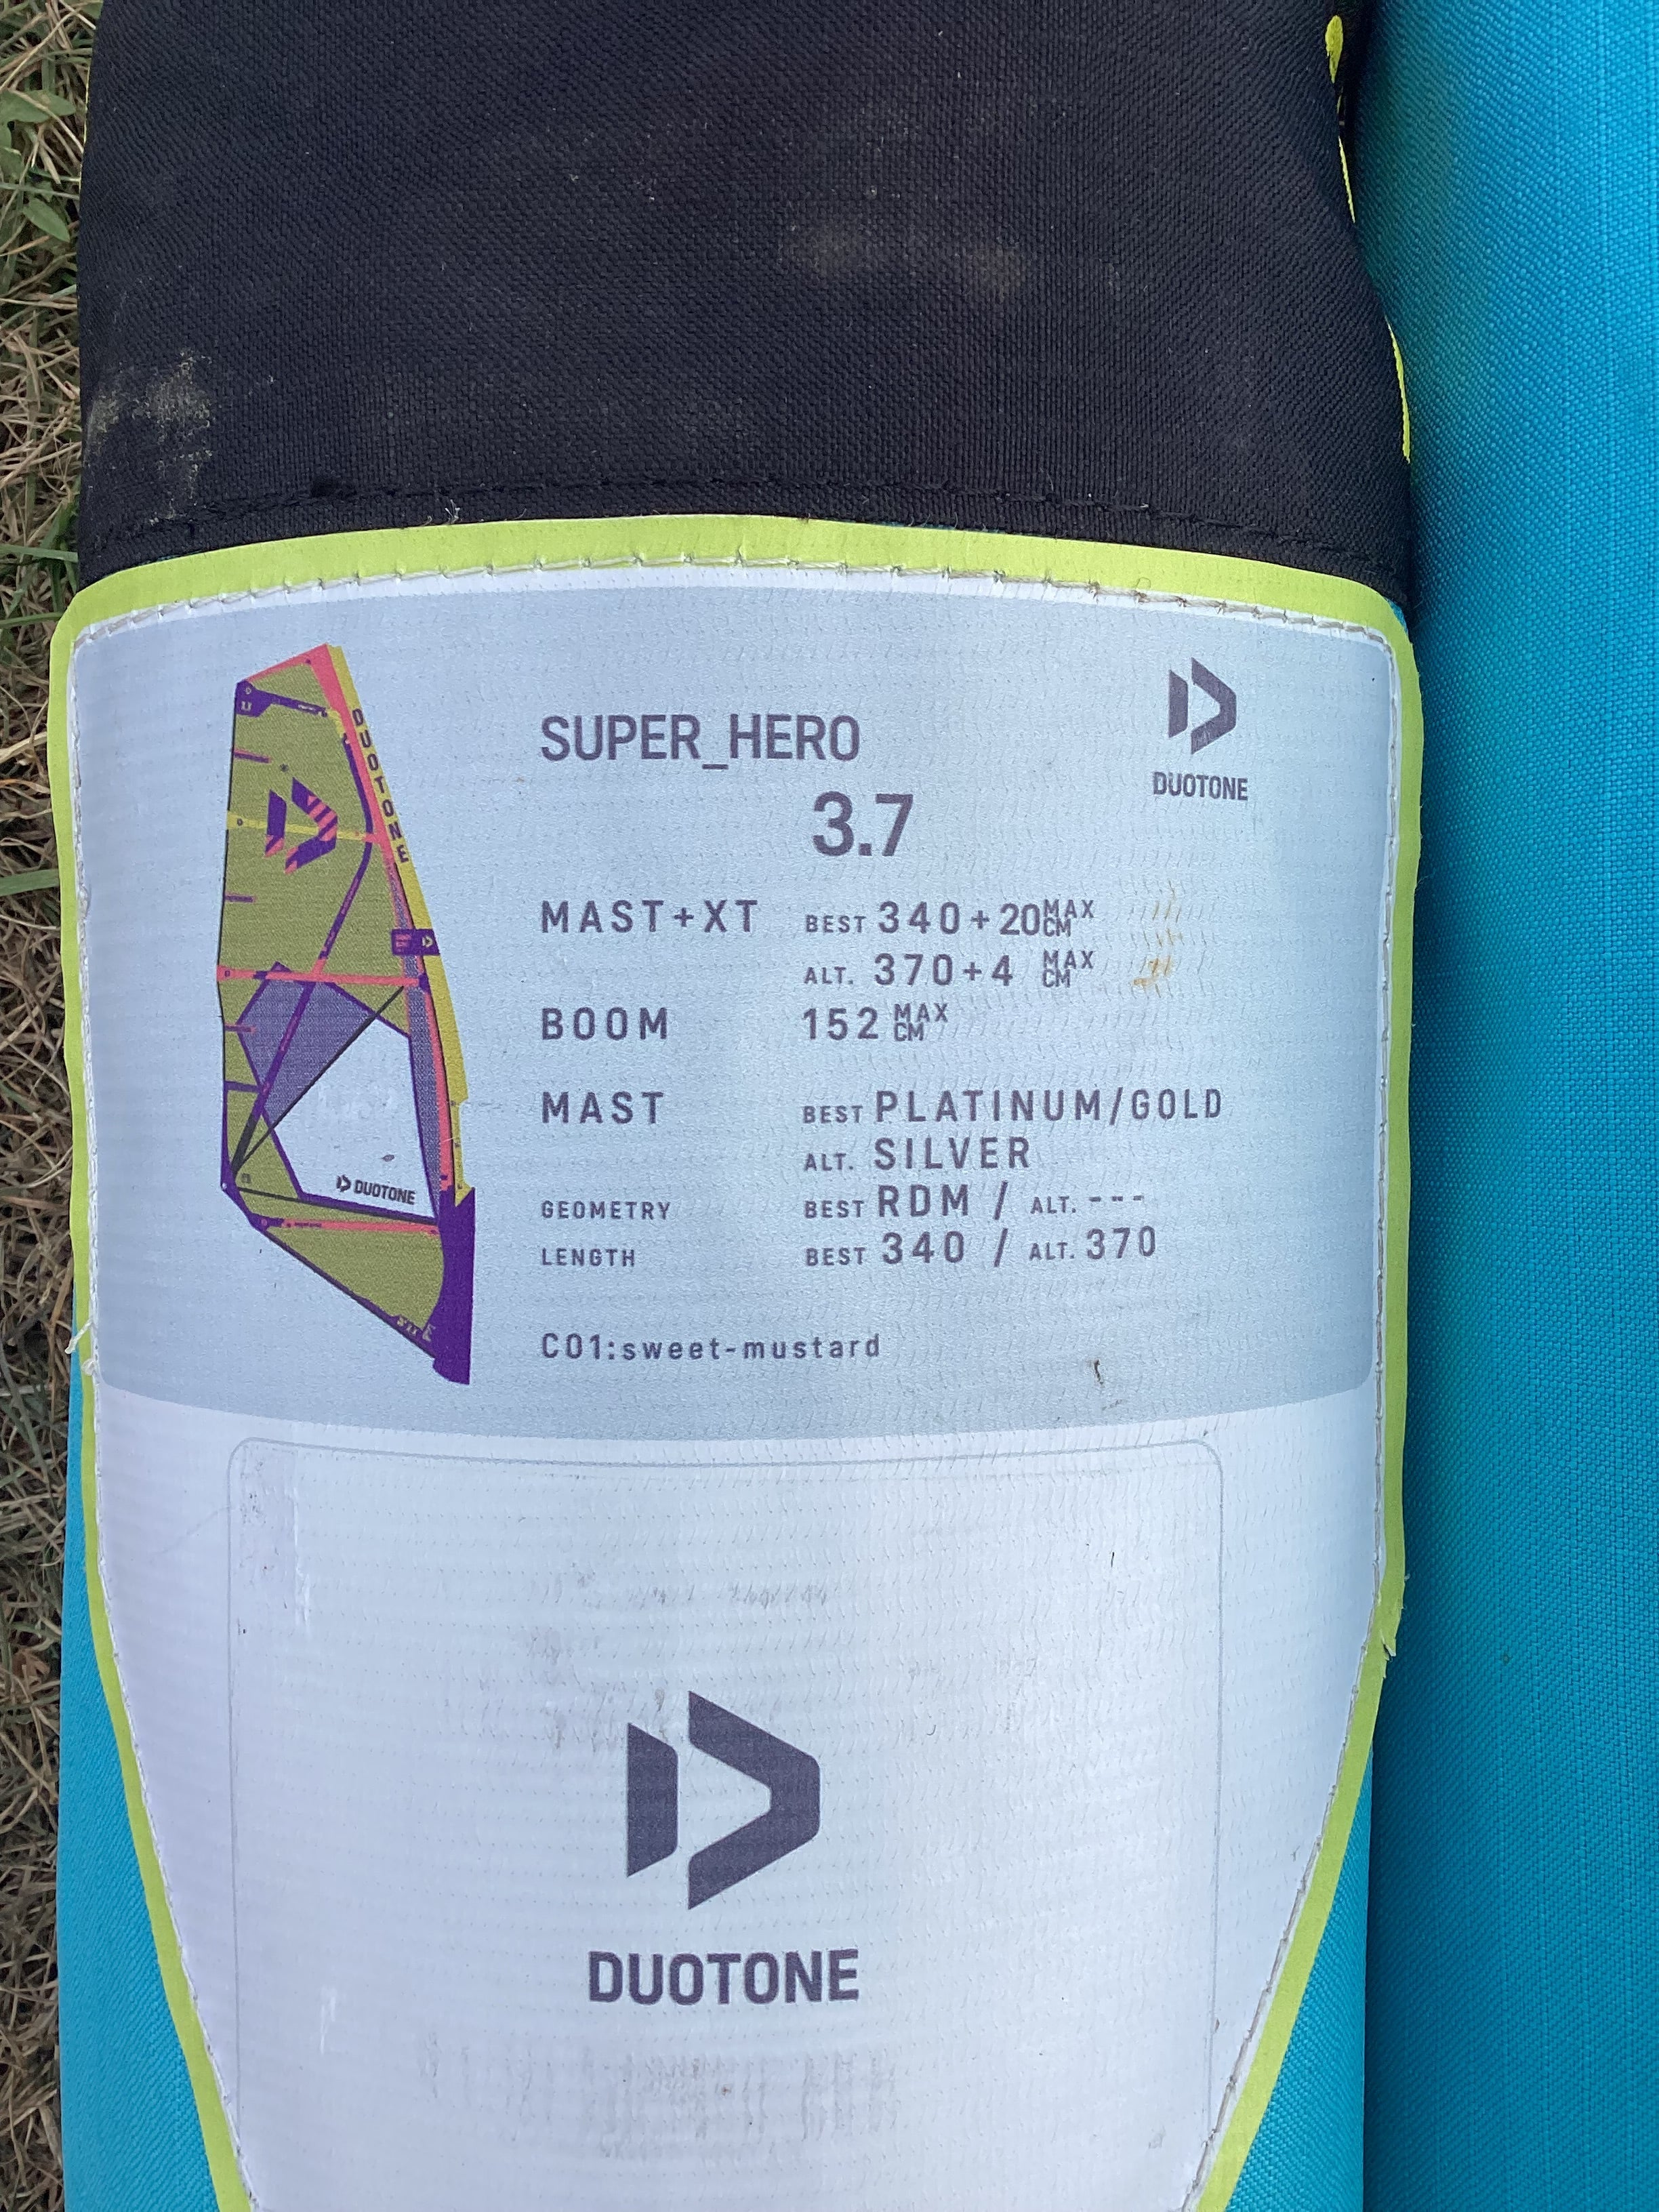 SUPER_HERO
3.7
DUOTONE
MAST+XT BEST 340+20 MAX CM
ALT. 370+4 MAX CM
BOOM 152 MAX CM
MAST BEST PLATINUM/GOLD
ALT. SILVER
GEOMETRY BEST RDM / ALT. ---
LENGTH BEST 340 / ALT. 370
C01:sweet-mustard
DUOTONE
DUOTONE
DUOTONE